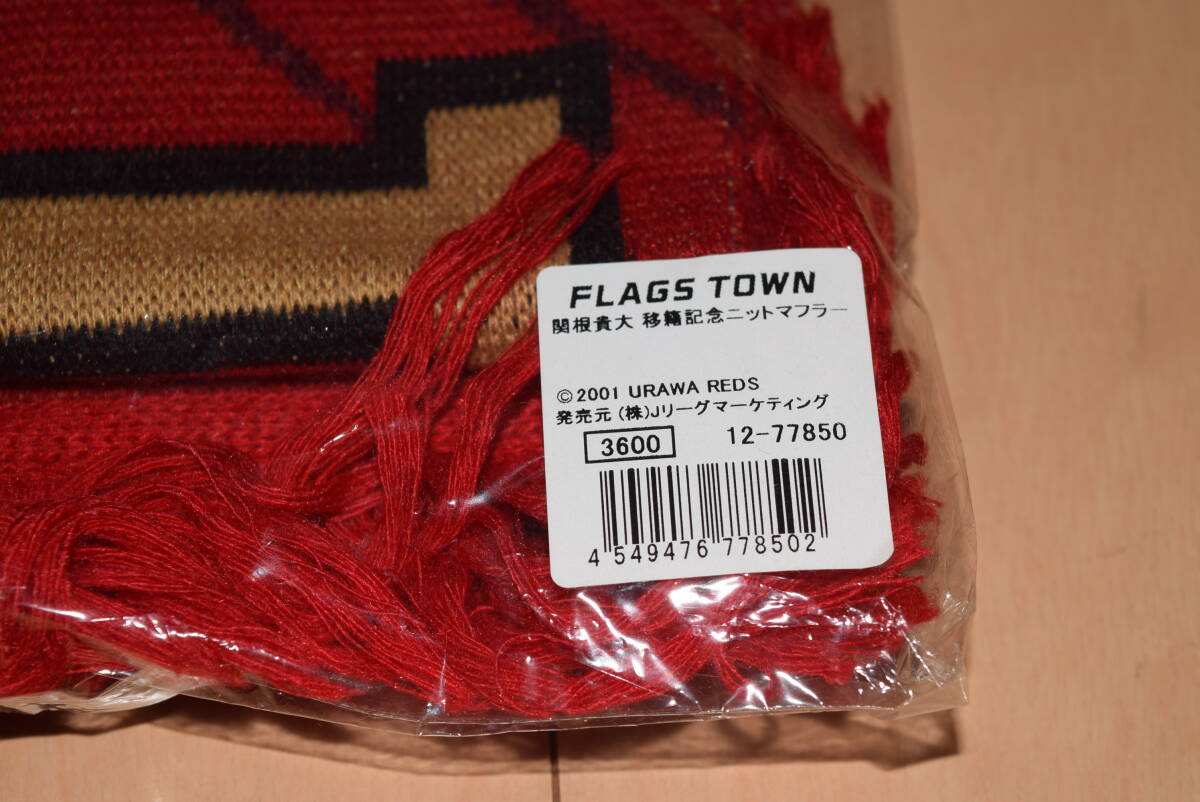 FLAGS TOWN
関根貴大 移籍記念ニットマフラー
©2001 URAWA REDS
発売元 (株)Jリーグマーケティング
3600 12-77850
4 549476 778502